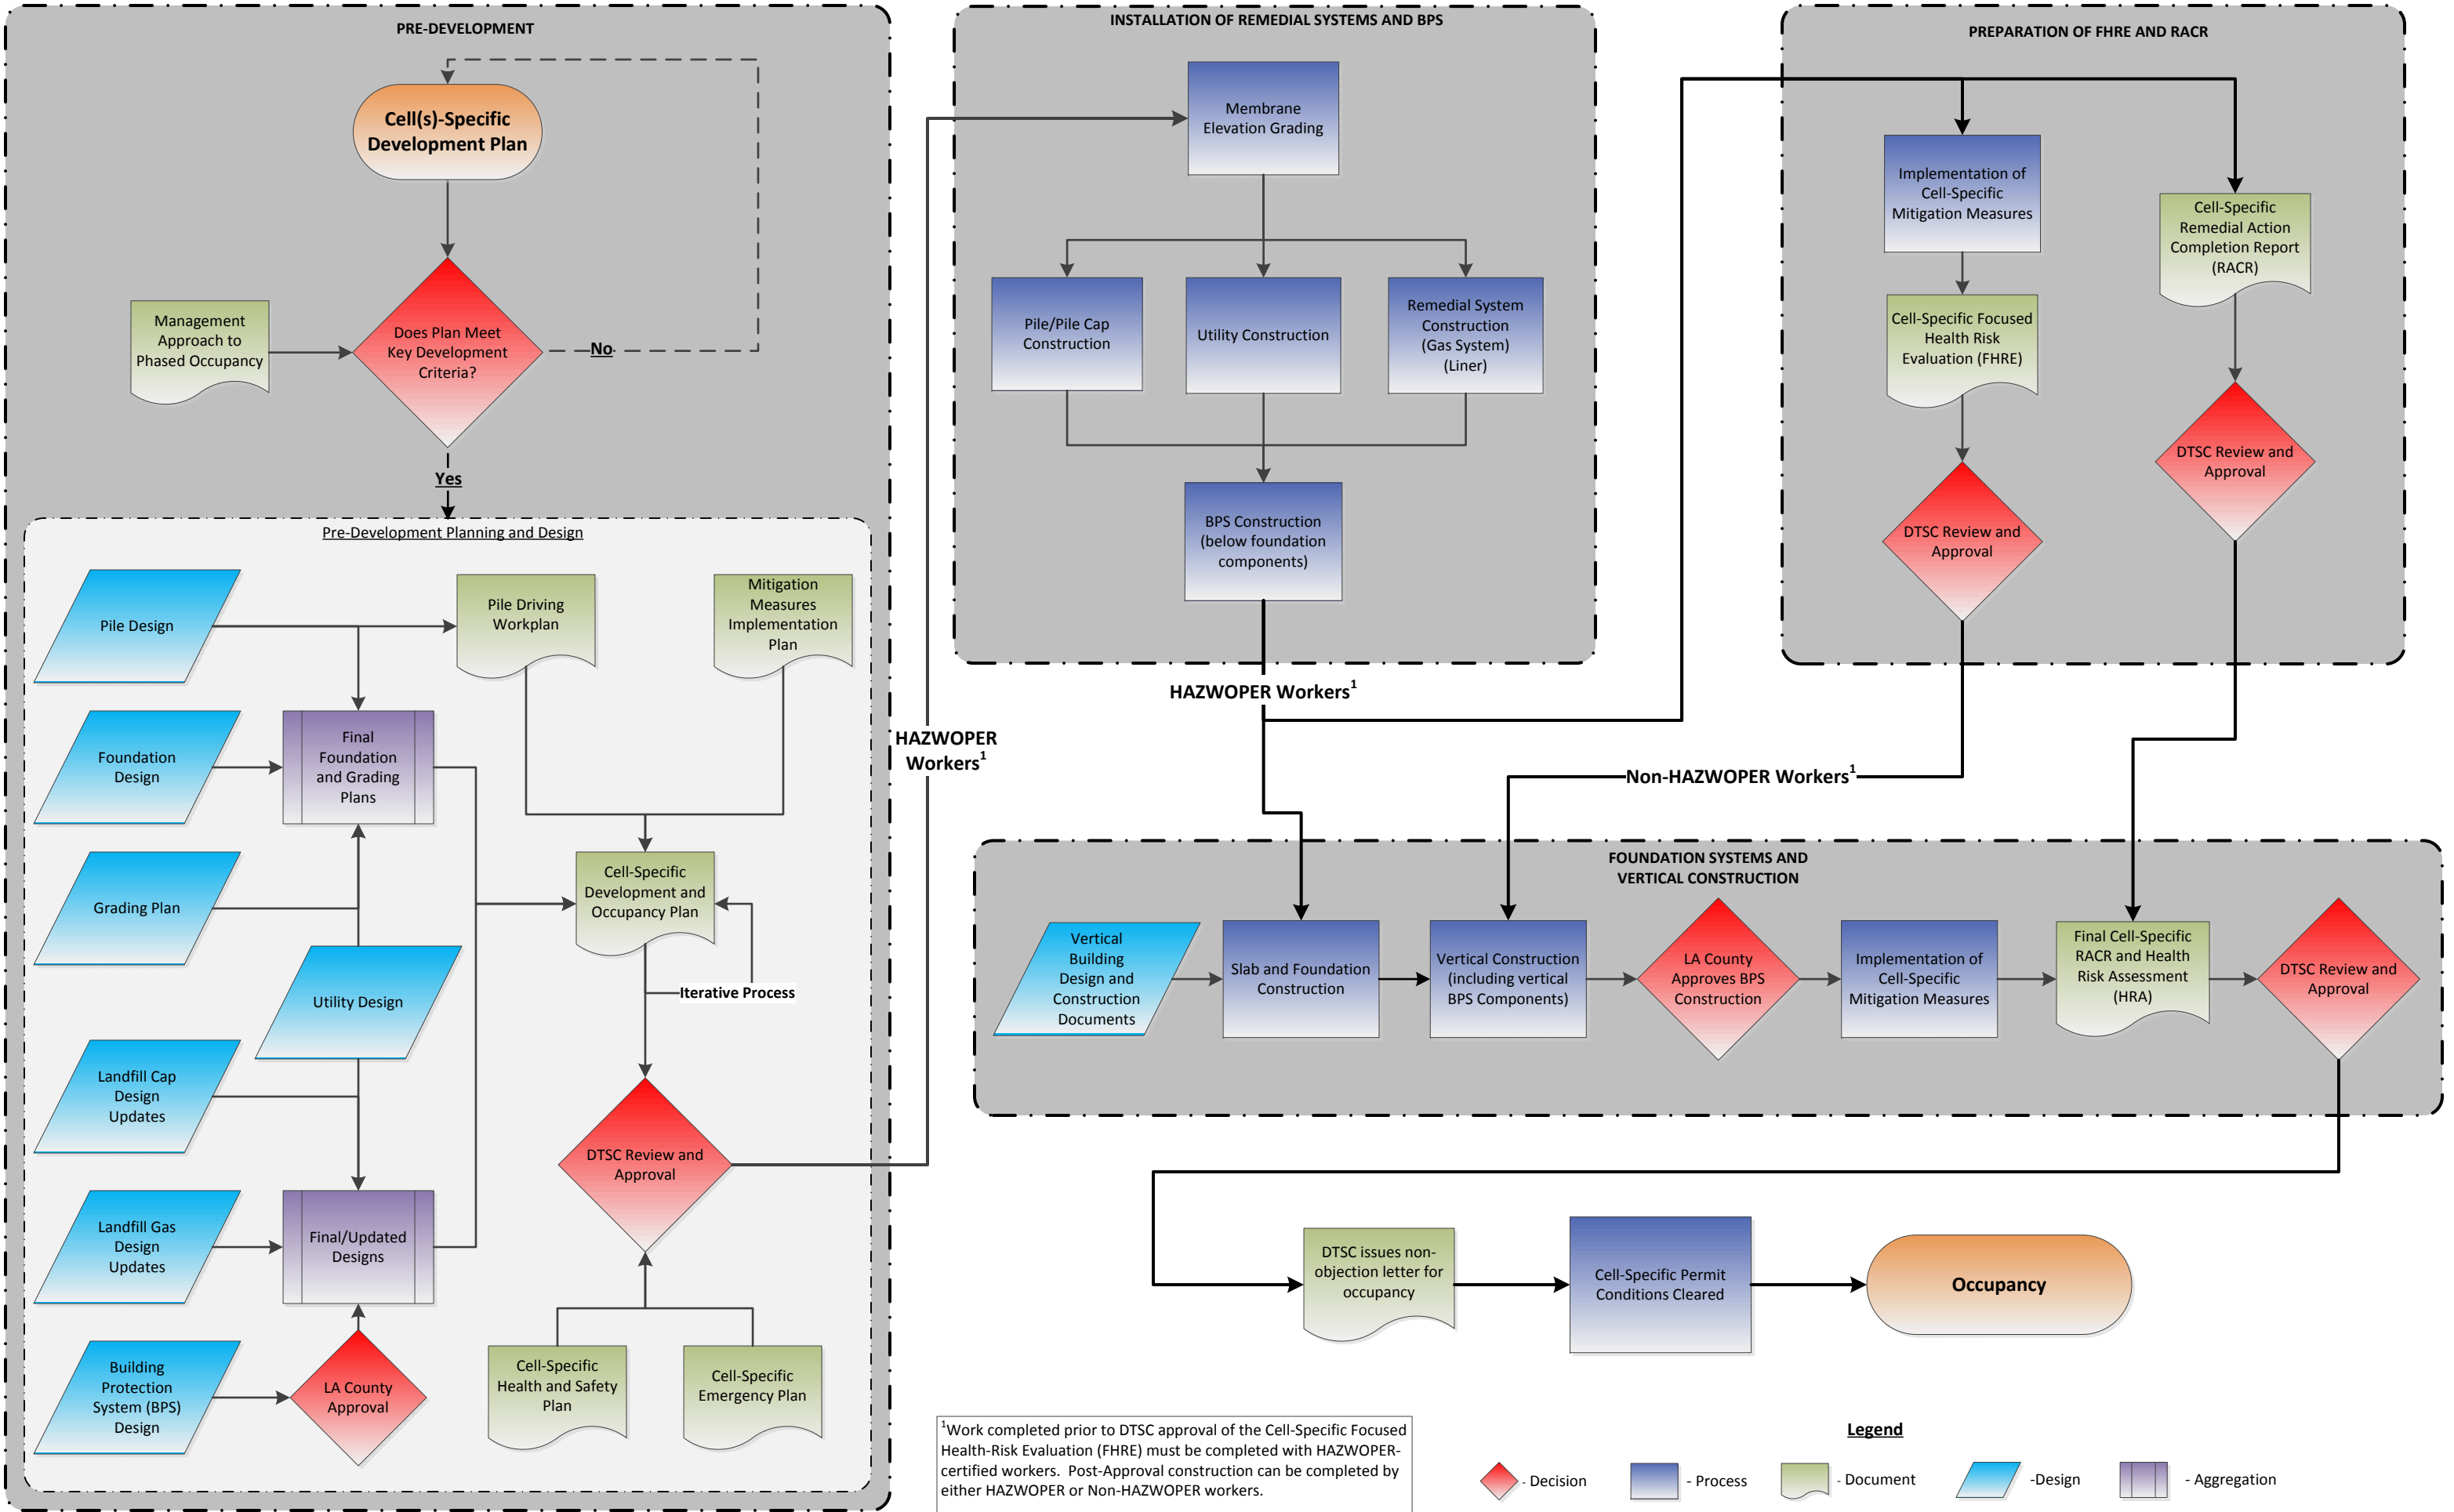 PRE-DEVELOPMENT
Cell(s)-Specific
Development Plan
Management
Approach to
Phased Occupancy
Does Plan Meet
Key Development
Criteria?
No
Yes
Pre-Development Planning and Design
Pile Design
Pile Driving
Workplan
Mitigation
Measures
Implementation
Plan
Foundation
Design
Final
Foundation
and Grading
Plans
Grading Plan
Cell-Specific
Development and
Occupancy Plan
Utility Design
Iterative Process
Landfill Cap
Design
Updates
DTSC Review and
Approval
Landfill Gas
Design
Updates
Final/Updated
Designs
Building
Protection
System (BPS)
Design
LA County
Approval
Cell-Specific
Health and Safety
Plan
Cell-Specific
Emergency Plan
HAZWOPER
Workers1
INSTALLATION OF REMEDIAL SYSTEMS AND BPS
Membrane
Elevation Grading
Pile/Pile Cap
Construction
Utility Construction
Remedial System
Construction
(Gas System)
(Liner)
BPS Construction
(below foundation
components)
HAZWOPER Workers1
PREPARATION OF FHRE AND RACR
Implementation of
Cell-Specific
Mitigation Measures
Cell-Specific
Remedial Action
Completion Report
(RACR)
Cell-Specific Focused
Health Risk
Evaluation (FHRE)
DTSC Review and
Approval
DTSC Review and
Approval
Non-HAZWOPER Workers1
FOUNDATION SYSTEMS AND
VERTICAL CONSTRUCTION
Vertical
Building
Design and
Construction
Documents
Slab and Foundation
Construction
Vertical Construction
(including vertical
BPS Components)
LA County
Approves BPS
Construction
Implementation of
Cell-Specific
Mitigation Measures
Final Cell-Specific
RACR and Health
Risk Assessment
(HRA)
DTSC Review and
Approval
DTSC issues non-
objection letter for
occupancy
Cell-Specific Permit
Conditions Cleared
Occupancy
1Work completed prior to DTSC approval of the Cell-Specific Focused
Health-Risk Evaluation (FHRE) must be completed with HAZWOPER-
certified workers.  Post-Approval construction can be completed by
either HAZWOPER or Non-HAZWOPER workers.
Legend
- Decision
- Process
- Document
-Design
- Aggregation